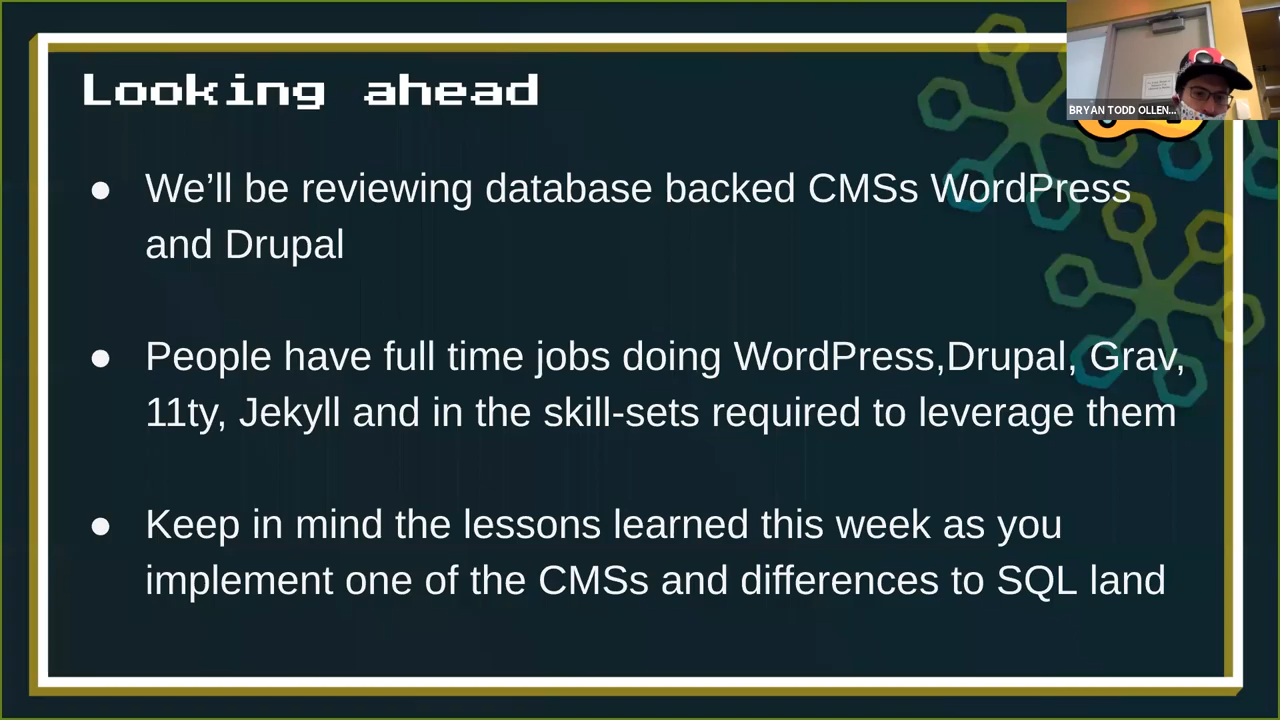 Looking ahead
BRYAN TODD OLLEN...
● We’ll be reviewing database backed CMSs WordPress
and Drupal
● People have full time jobs doing WordPress,Drupal, Grav,
11ty, Jekyll and in the skill-sets required to leverage them
● Keep in mind the lessons learned this week as you
implement one of the CMSs and differences to SQL land